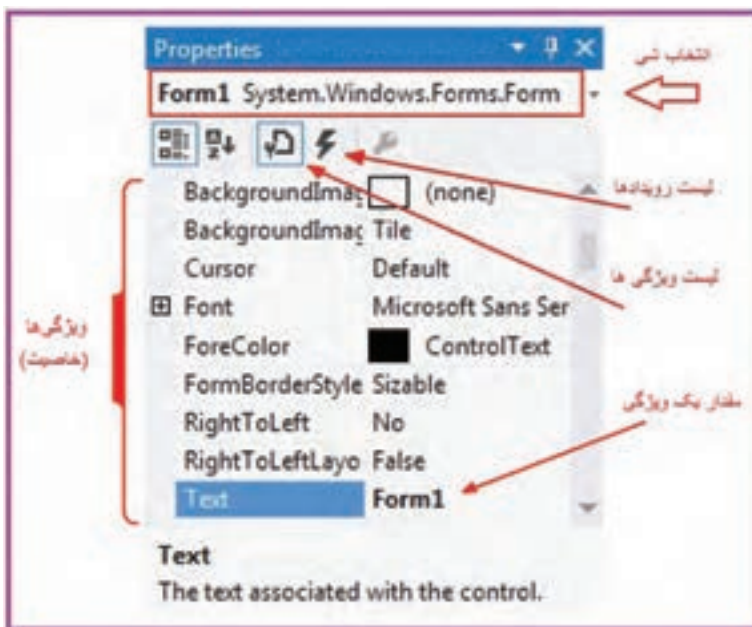 Properties
انتخاب شی
Form1 System.Windows.Forms.Form
لیست رویدادها
BackgroundImag (none)
BackgroundImag Tile
Cursor Default
لیست ویژگی ها
Font Microsoft Sans Ser
ویژگی‌ها
(خاصیت)
ForeColor ControlText
FormBorderStyle Sizable
مقدار یک ویژگی
RightToLeft No
RightToLeftLayo False
Text Form1
Text
The text associated with the control.